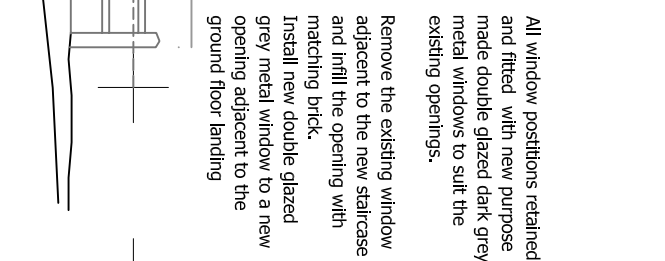 All window postitions retained
and fitted with new purpose
made double glazed dark grey
metal windows to suit the
existing openings.
Remove the existing window
adjacent to the new staircase
and infill the opening with
matching brick.
Install new double glazed
grey metal window to a new
opening adjacent to the
ground floor landing